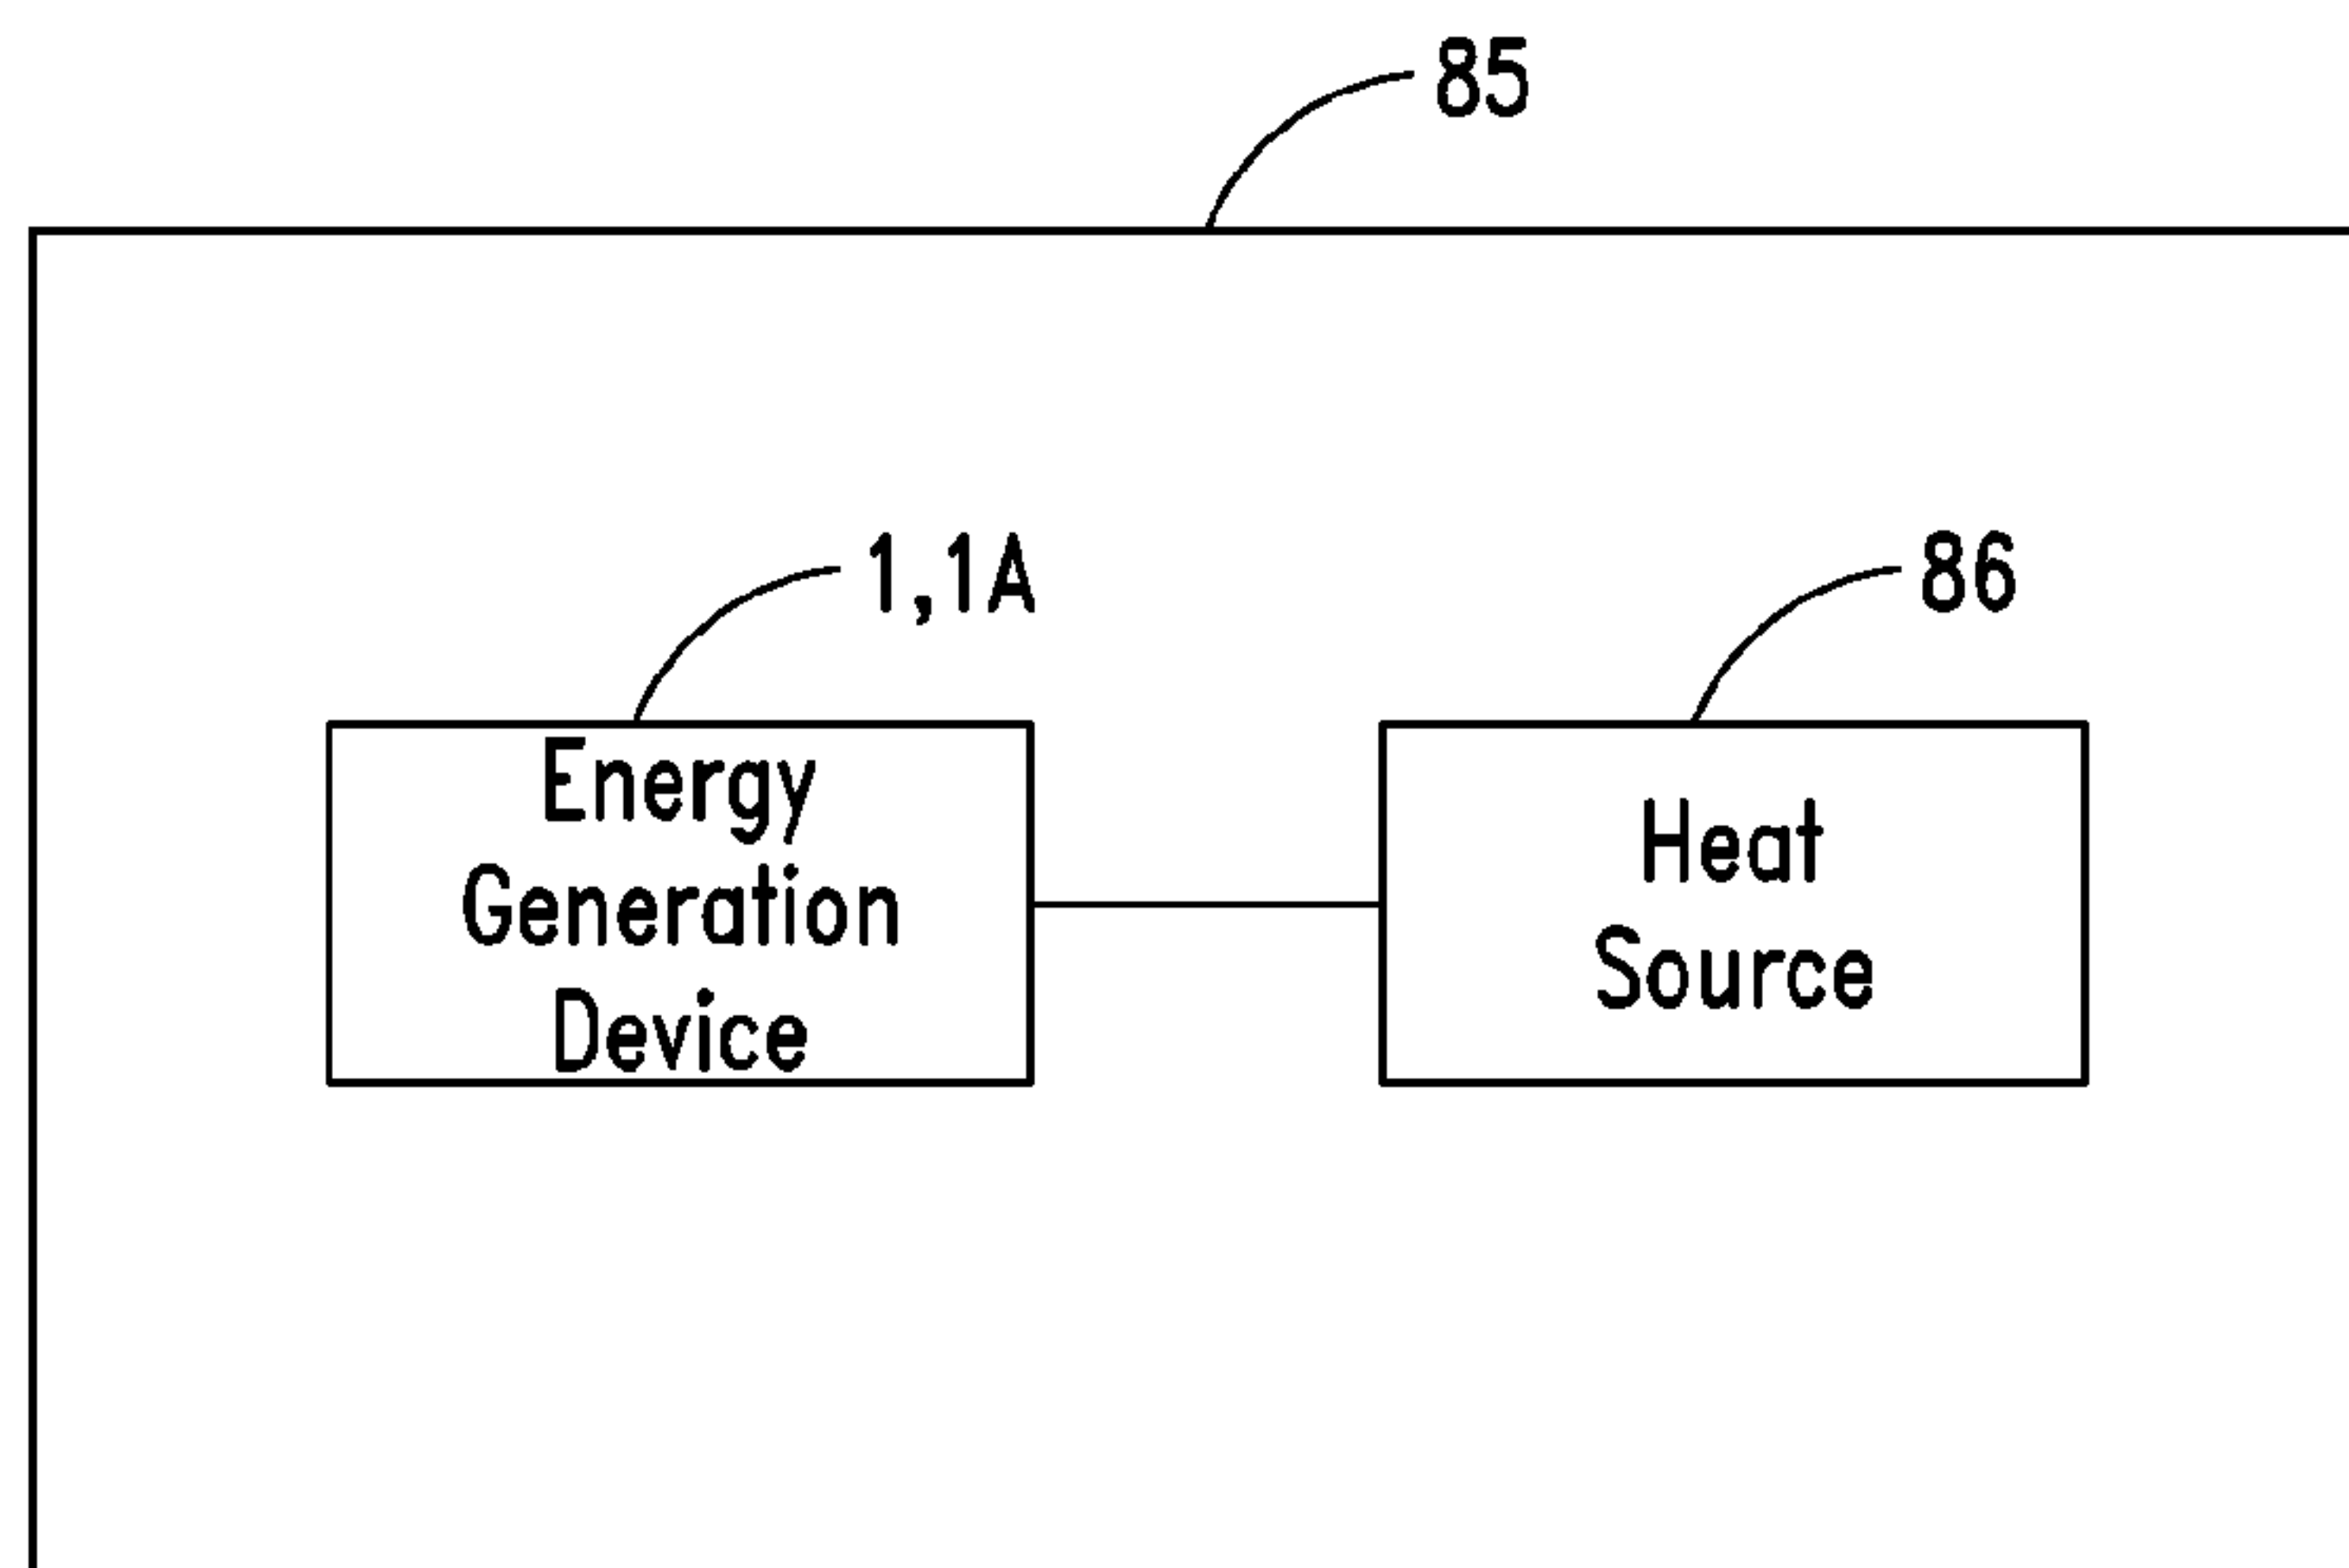 85
1,1A
86
Energy
Generation
Device
Heat
Source